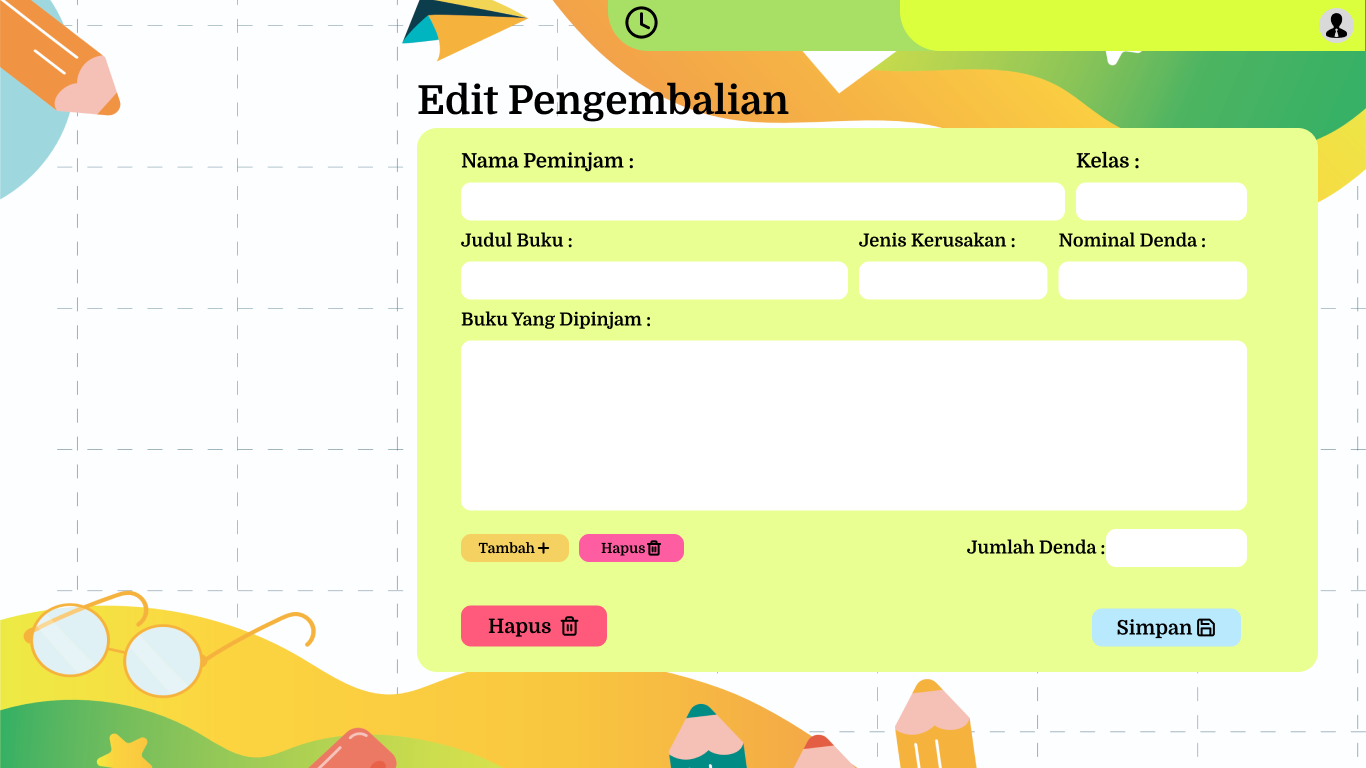 Edit Pengembalian
Nama Peminjam :
Kelas :
Judul Buku :
Jenis Kerusakan :
Nominal Denda :
Buku Yang Dipinjam :
Tambah
Hapus
Jumlah Denda :
Hapus
Simpan